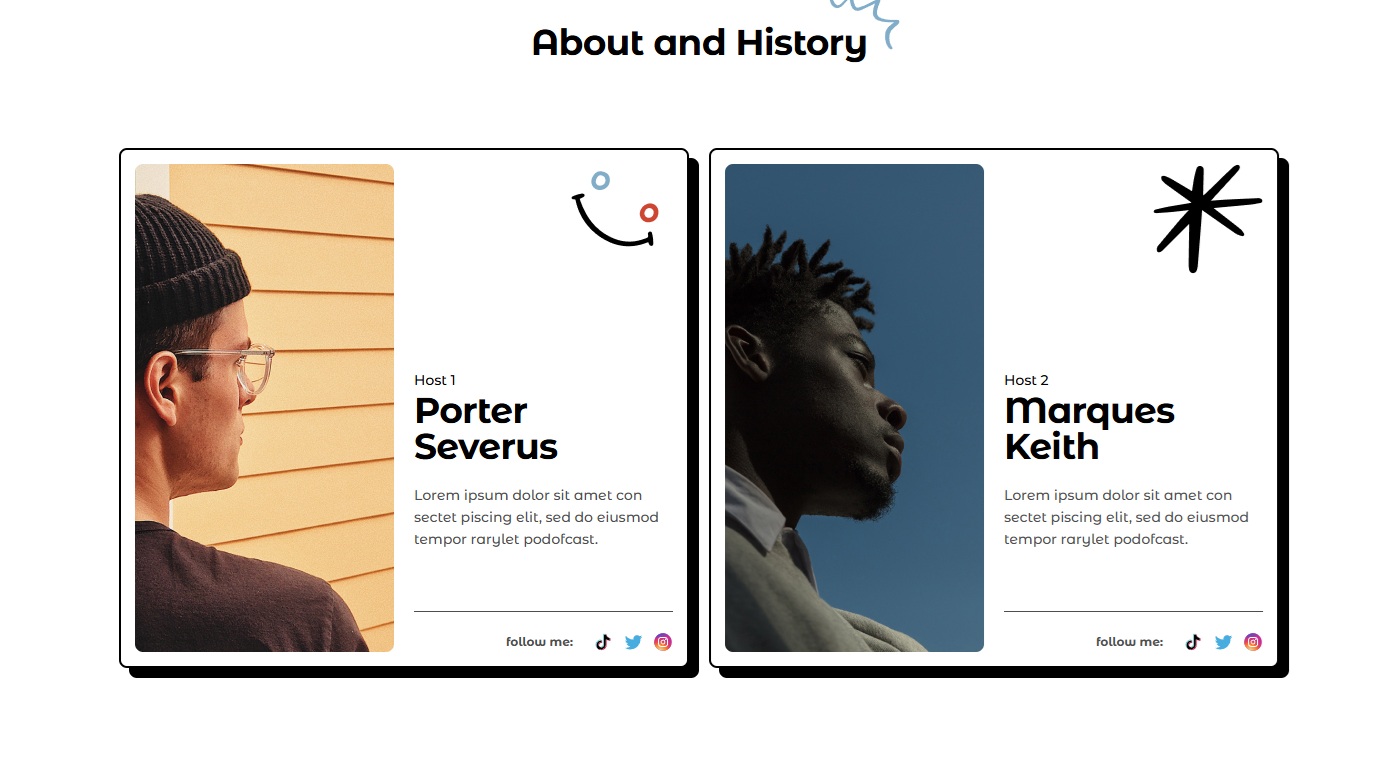 About and History
Host 1
Porter
Severus
Lorem ipsum dolor sit amet con
sectet piscing elit, sed do eiusmod
tempor rarylet podofcast.
follow me:
Host 2
Marques
Keith
Lorem ipsum dolor sit amet con
sectet piscing elit, sed do eiusmod
tempor rarylet podofcast.
follow me: